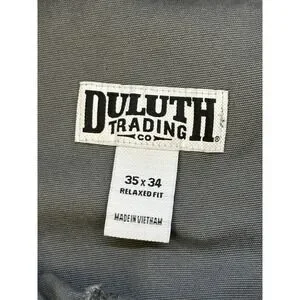 DULUTH
TRADING
CO
35 x 34
RELAXED FIT
MADE IN VIETNAM